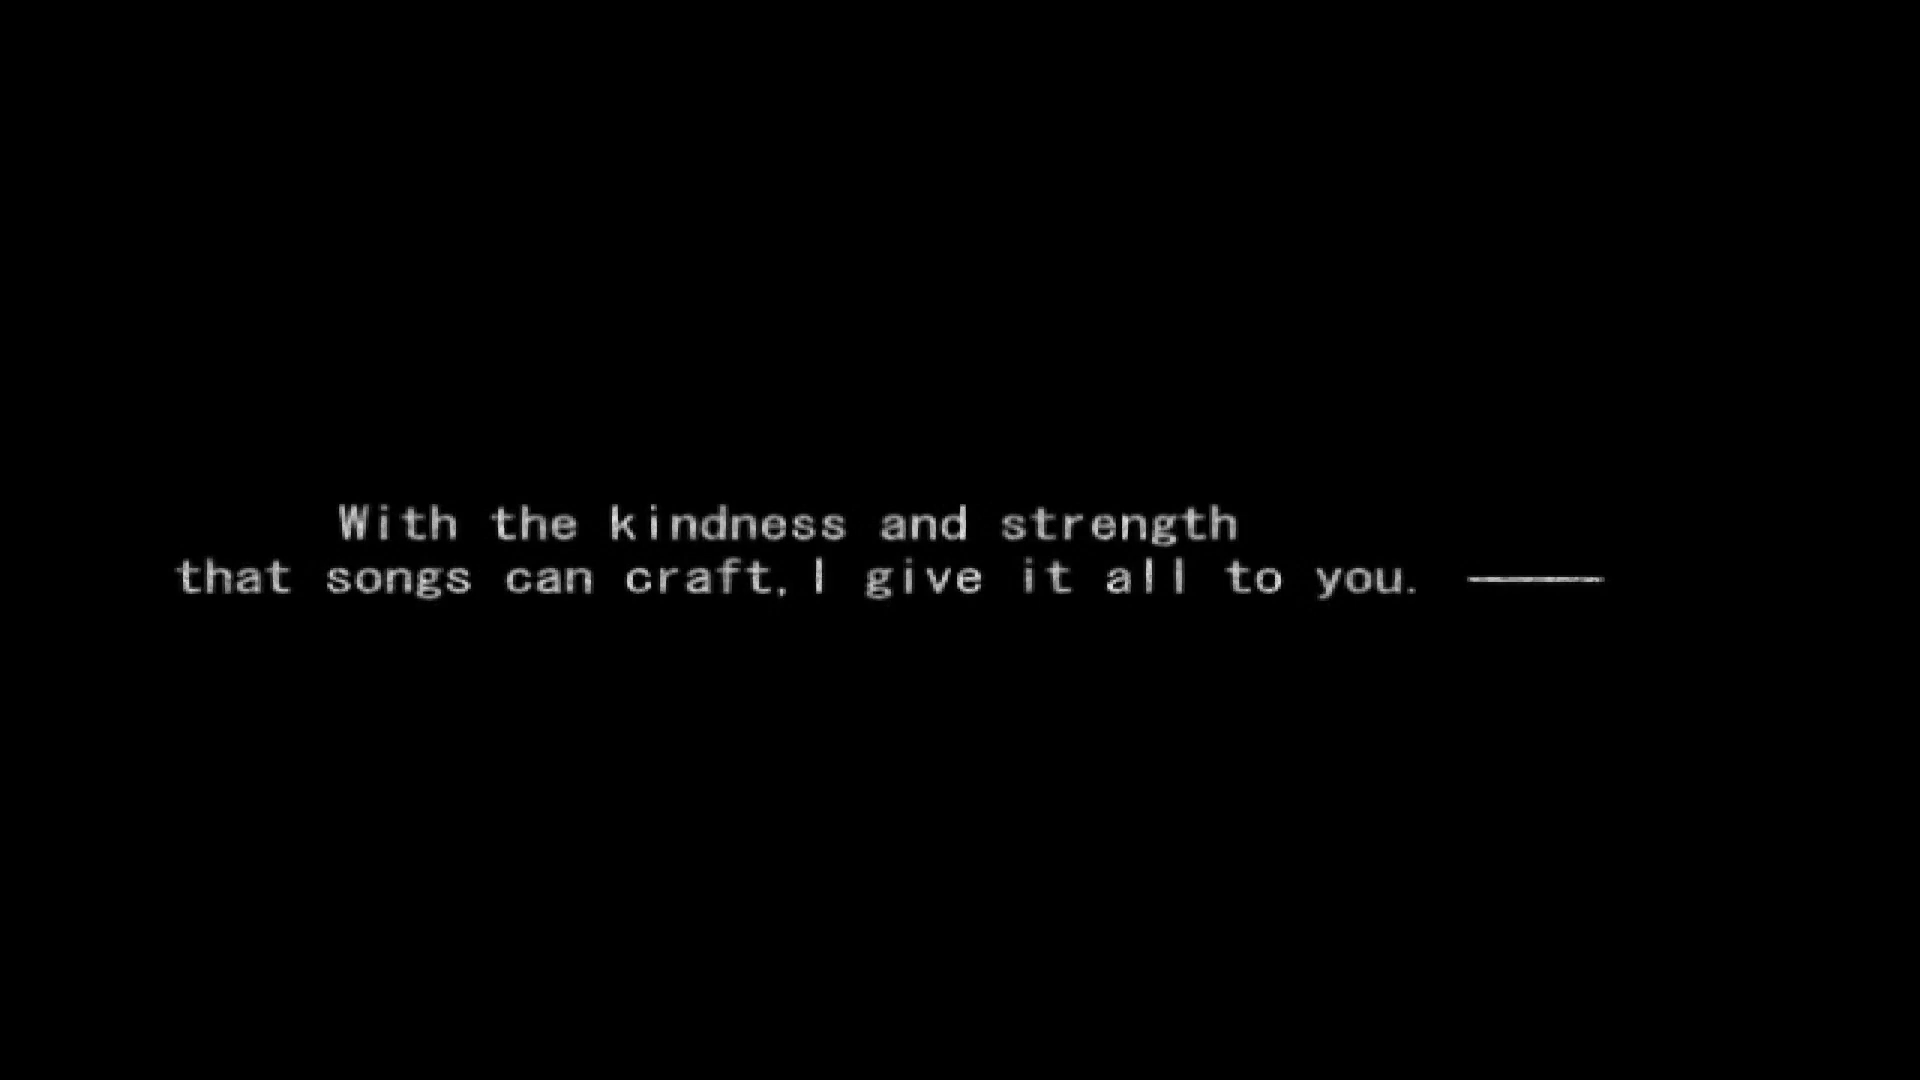 With the kindness and strength
that songs can craft, I give it all to you. ―――